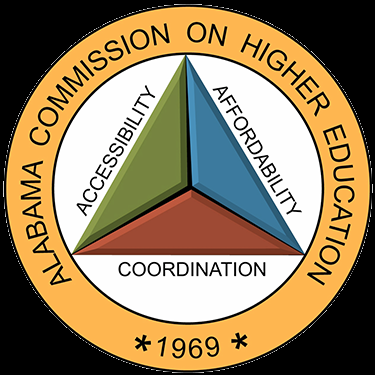 ALABAMA COMMISSION ON HIGHER EDUCATION
ACCESSIBILITY
AFFORDABILITY
COORDINATION
* 1969 *